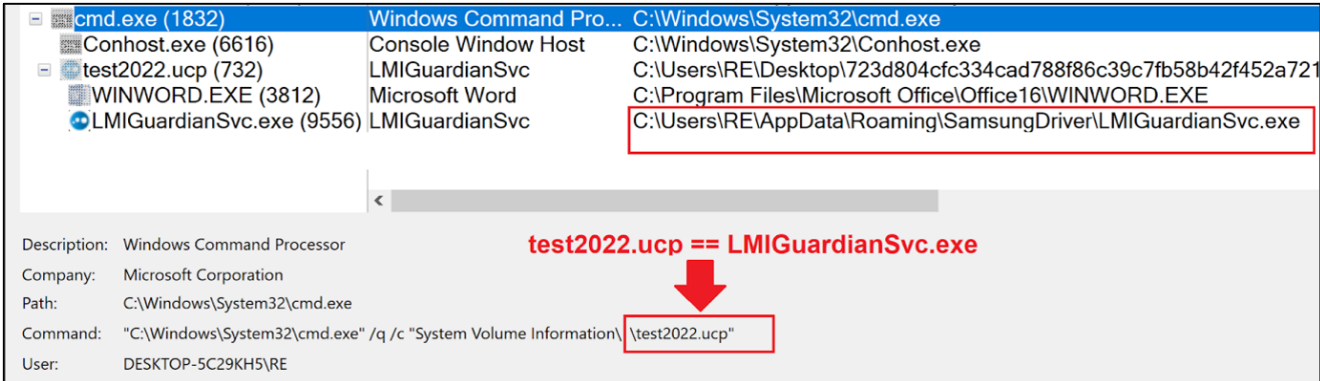 cmd.exe (1832) Windows Command Pro... C:\Windows\System32\cmd.exe
Conhost.exe (6616) Console Window Host C:\Windows\System32\Conhost.exe
test2022.ucp (732) LMIGuardianSvc C:\Users\RE\Desktop\723d804cfc334cad788f86c39c7fb58b42f452a721
WINWORD.EXE (3812) Microsoft Word C:\Program Files\Microsoft Office\Office16\WINWORD.EXE
LMIGuardianSvc.exe (9556) LMIGuardianSvc C:\Users\RE\AppData\Roaming\SamsungDriver\LMIGuardianSvc.exe
Description: Windows Command Processor
test2022.ucp == LMIGuardianSvc.exe
Company: Microsoft Corporation
Path: C:\Windows\System32\cmd.exe
Command: "C:\Windows\System32\cmd.exe" /q /c "System Volume Information\ \test2022.ucp"
User: DESKTOP-5C29KH5\RE